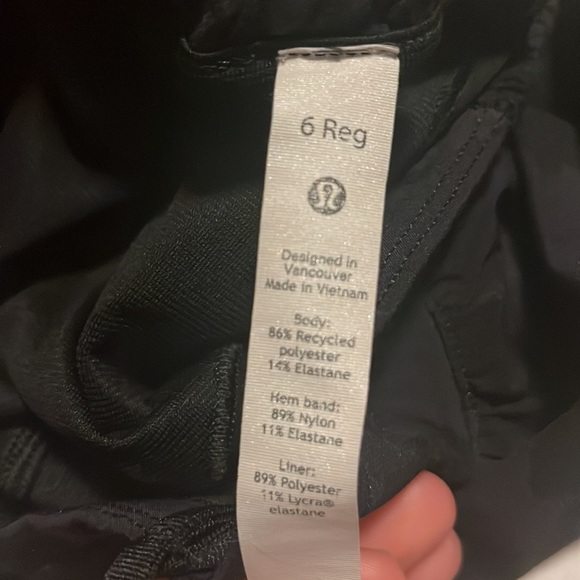 6 Reg
Designed in
Vancouver
Made in Vietnam
Body:
86% Recycled
polyester
14% Elastane
Hem band:
89% Nylon
11% Elastane
Liner:
89% Polyester
11% Lycra®
elastane